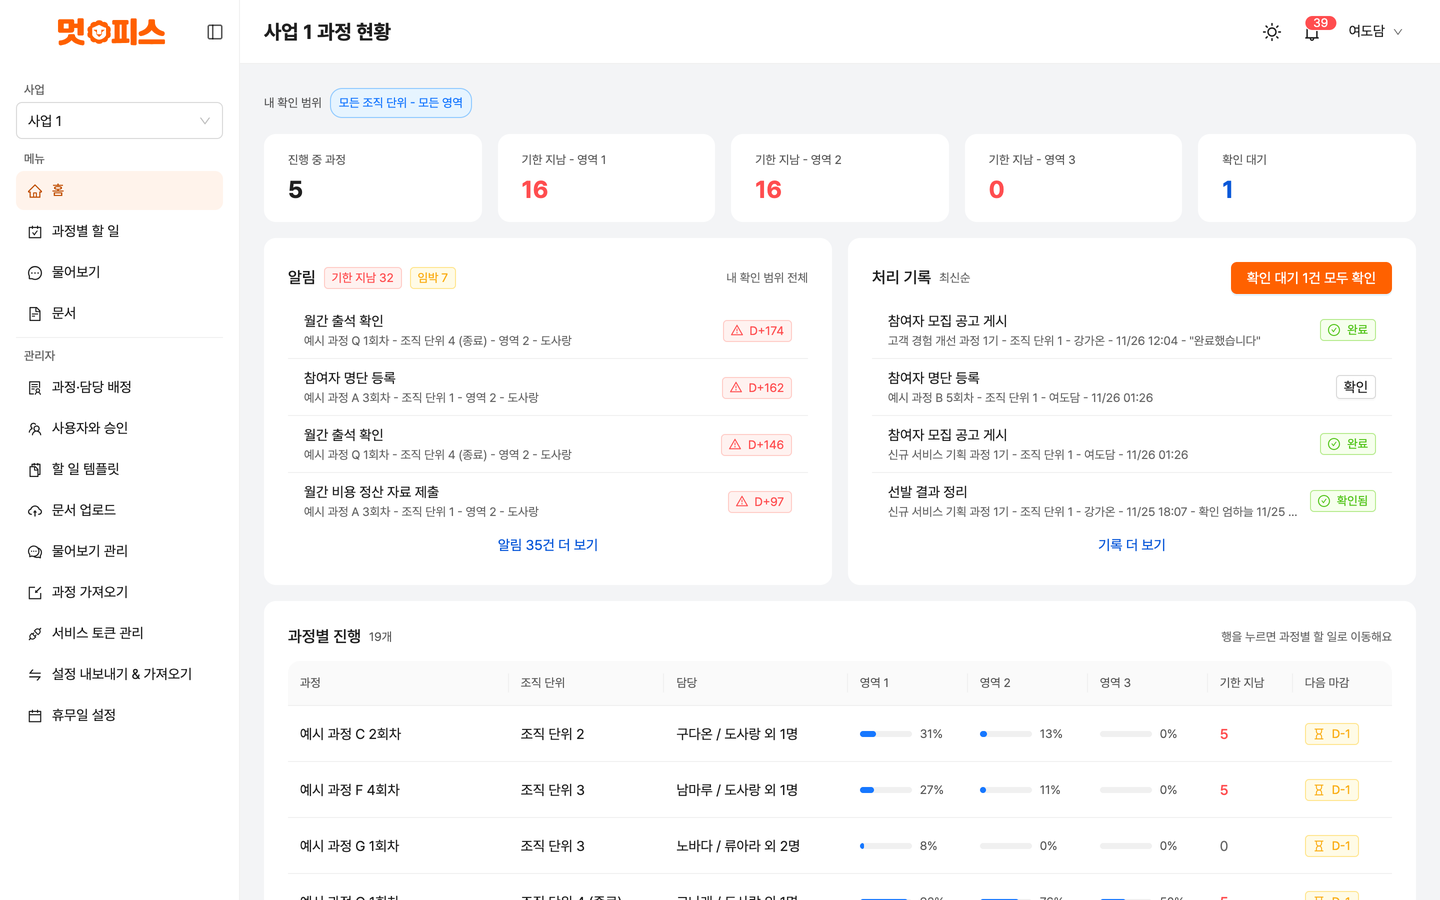 멋피스
사업
사업 1
메뉴
홈
과정별 할 일
물어보기
문서
관리자
과정·담당 배정
사용자와 승인
할 일 템플릿
문서 업로드
물어보기 관리
과정 가져오기
서비스 토큰 관리
설정 내보내기 & 가져오기
휴무일 설정
사업 1 과정 현황
39
여도담
내 확인 범위 모든 조직 단위 - 모든 영역
진행 중 과정
5
기한 지남 - 영역 1
16
기한 지남 - 영역 2
16
기한 지남 - 영역 3
0
확인 대기
1
알림 기한 지남 32 임박 7 내 확인 범위 전체
월간 출석 확인
예시 과정 Q 1회차 - 조직 단위 4 (종료) - 영역 2 - 도사랑
D+174
참여자 명단 등록
예시 과정 A 3회차 - 조직 단위 1 - 영역 2 - 도사랑
D+162
월간 출석 확인
예시 과정 Q 1회차 - 조직 단위 4 (종료) - 영역 2 - 도사랑
D+146
월간 비용 정산 자료 제출
예시 과정 A 3회차 - 조직 단위 1 - 영역 2 - 도사랑
D+97
알림 35건 더 보기
처리 기록 최신순 확인 대기 1건 모두 확인
참여자 모집 공고 게시
고객 경험 개선 과정 1기 - 조직 단위 1 - 강가온 - 11/26 12:04 - "완료했습니다"
완료
참여자 명단 등록
예시 과정 B 5회차 - 조직 단위 1 - 여도담 - 11/26 01:26
확인
참여자 모집 공고 게시
신규 서비스 기획 과정 1기 - 조직 단위 1 - 여도담 - 11/26 01:26
완료
선발 결과 정리
신규 서비스 기획 과정 1기 - 조직 단위 1 - 강가온 - 11/25 18:07 - 확인 엄하늘 11/25 ...
확인됨
기록 더 보기
과정별 진행 19개 행을 누르면 과정별 할 일로 이동해요
과정 조직 단위 담당 영역 1 영역 2 영역 3 기한 지남 다음 마감
예시 과정 C 2회차 조직 단위 2 구다온 / 도사랑 외 1명 31% 13% 0% 5 D-1
예시 과정 F 4회차 조직 단위 3 남마루 / 도사랑 외 1명 27% 11% 0% 5 D-1
예시 과정 G 1회차 조직 단위 3 노바다 / 류아라 외 2명 8% 0% 0% 0 D-1